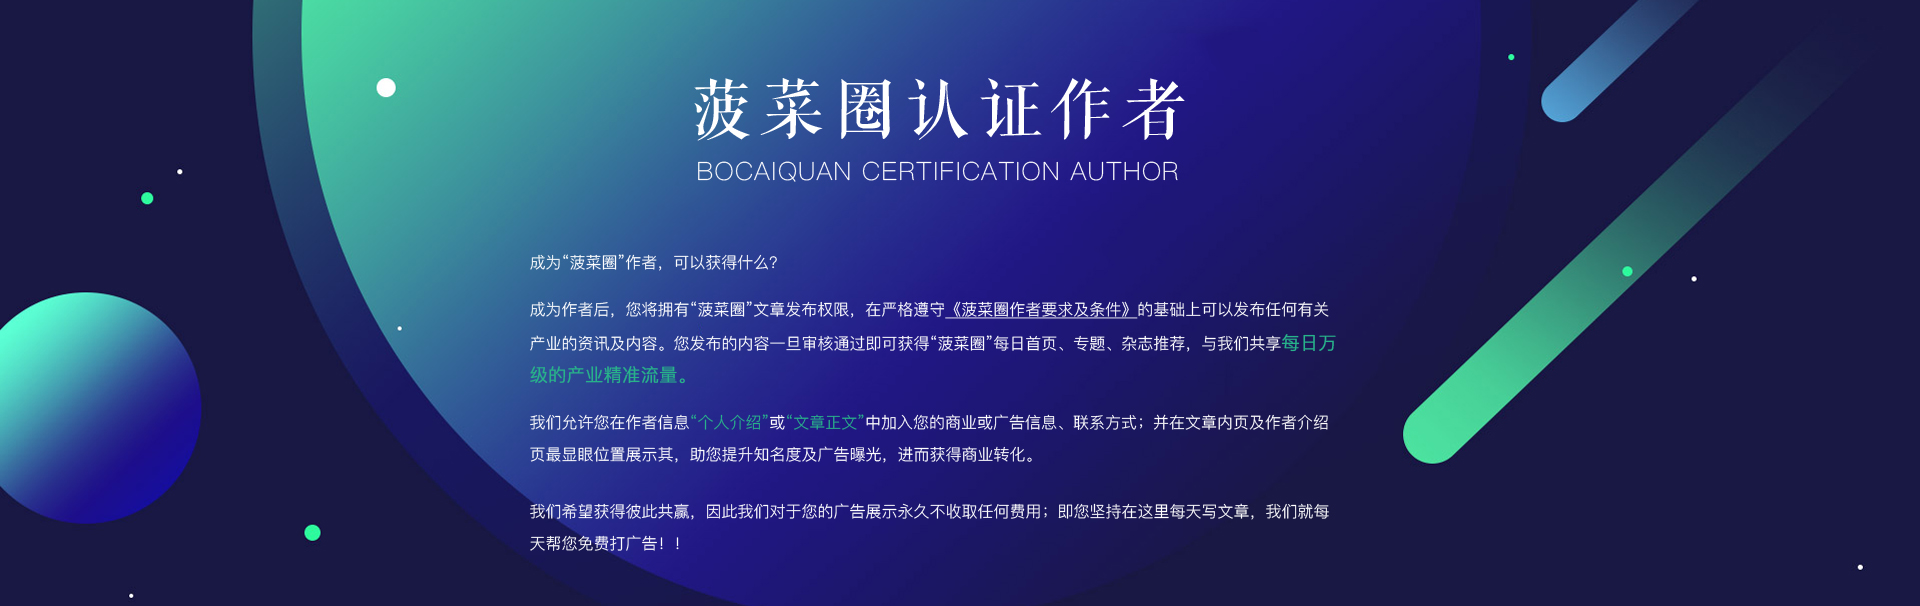 菠菜圈认证作者
BOCAIQUAN CERTIFICATION AUTHOR
成为“菠菜圈”作者，可以获得什么？
成为作者后，您将拥有“菠菜圈”文章发布权限，在严格遵守《菠菜圈作者要求及条件》的基础上可以发布任何有关
产业的资讯及内容。您发布的内容一旦审核通过即可获得“菠菜圈”每日首页、专题、杂志推荐，与我们共享每日万
级的产业精准流量。
我们允许您在作者信息“个人介绍”或“文章正文”中加入您的商业或广告信息、联系方式；并在文章内页及作者介绍
页最显眼位置展示其，助您提升知名度及广告曝光，进而获得商业转化。
我们希望获得彼此共赢，因此我们对于您的广告展示永久不收取任何费用；即您坚持在这里每天写文章，我们就每
天帮您免费打广告！！